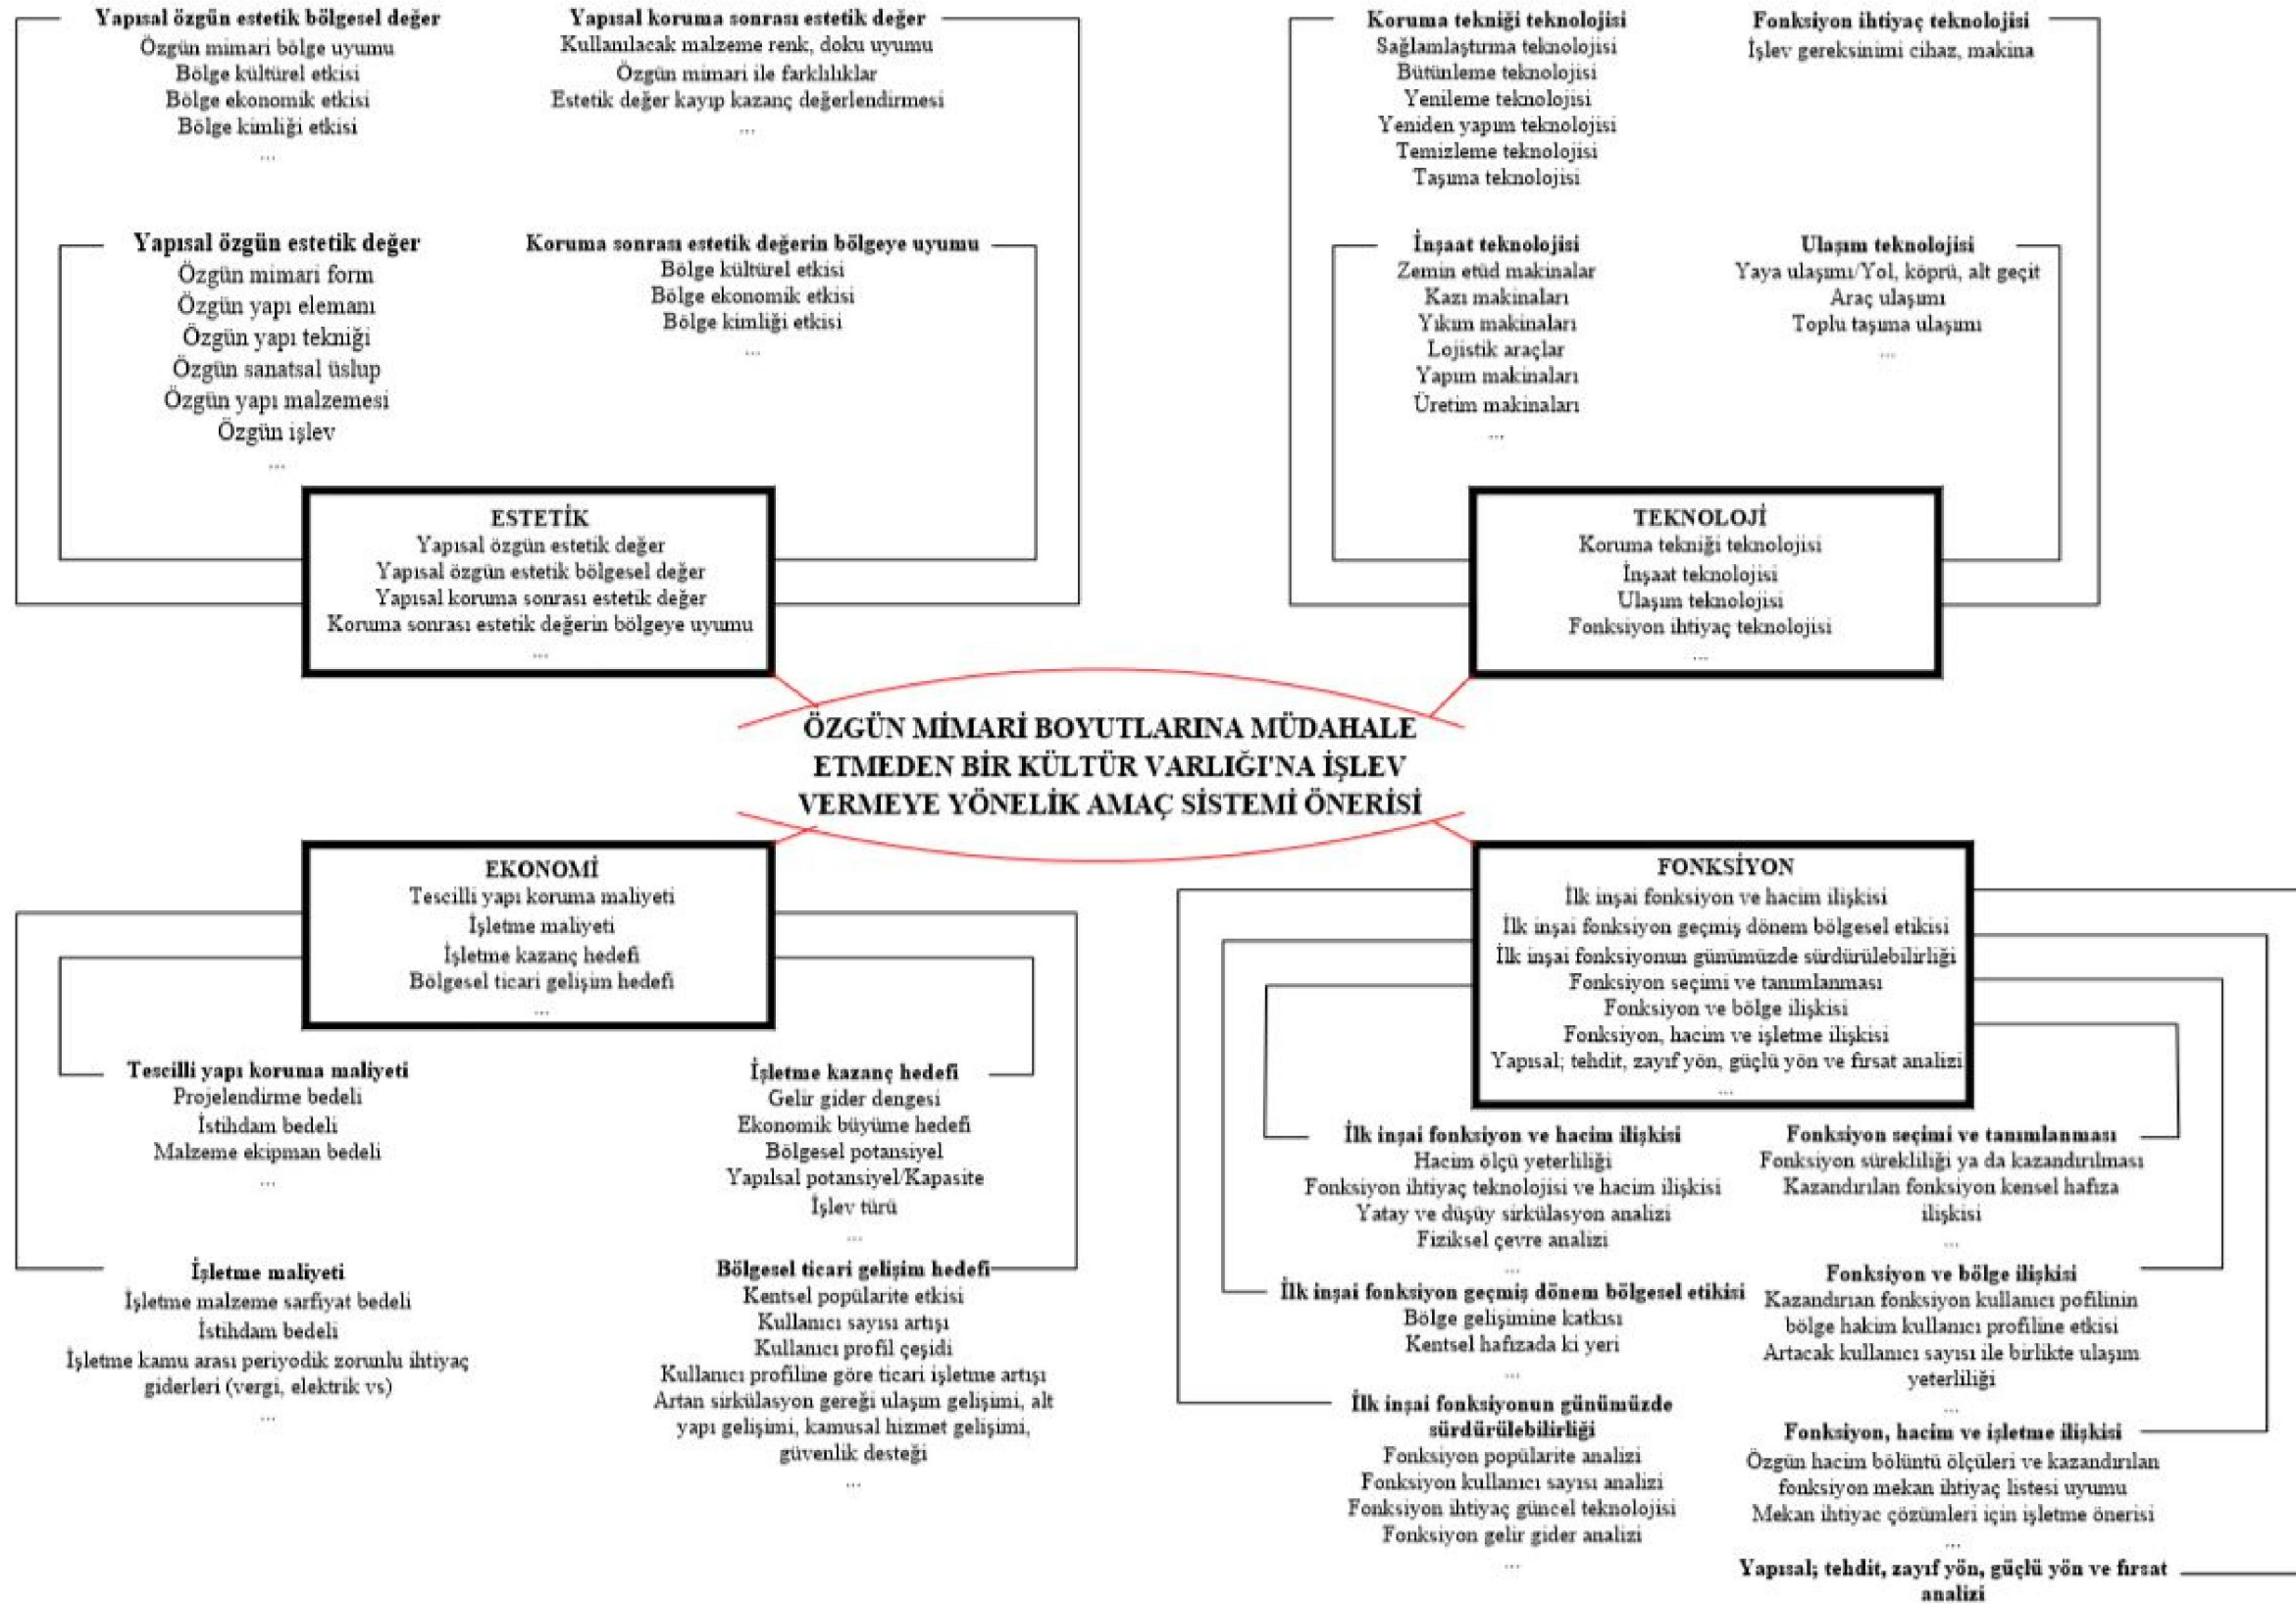 Yapısal özgün estetik bölgesel değer
Özgün mimari bölge uyumu
Bölge kültürel etkisi
Bölge ekonomik etkisi
Bölge kimliği etkisi
...
Yapısal koruma sonrası estetik değer
Kullanılacak malzeme renk, doku uyumu
Özgün mimari ile farklılıklar
Estetik değer kayıp kazanç değerlendirmesi
...
Yapısal özgün estetik değer
Özgün mimari form
Özgün yapı elemanı
Özgün yapı tekniği
Özgün sanatsal üslup
Özgün yapı malzemesi
Özgün işlev
...
Koruma sonrası estetik değerin bölgeye uyumu
Bölge kültürel etkisi
Bölge ekonomik etkisi
Bölge kimliği etkisi
...
ESTETİK
Yapısal özgün estetik değer
Yapısal özgün estetik bölgesel değer
Yapısal koruma sonrası estetik değer
Koruma sonrası estetik değerin bölgeye uyumu
...
Koruma tekniği teknolojisi
Sağlamlaştırma teknolojisi
Bütünleme teknolojisi
Yenileme teknolojisi
Yeniden yapım teknolojisi
Temizleme teknolojisi
Taşıma teknolojisi
Fonksiyon ihtiyaç teknolojisi
İşlev gereksinimi cihaz, makina
İnşaat teknolojisi
Zemin etüd makinalar
Kazı makinaları
Yıkım makinaları
Lojistik araçlar
Yapım makinaları
Üretim makinaları
...
Ulaşım teknolojisi
Yaya ulaşımı/Yol, köprü, alt geçit
Araç ulaşımı
Toplu taşıma ulaşımı
...
TEKNOLOJİ
Koruma tekniği teknolojisi
İnşaat teknolojisi
Ulaşım teknolojisi
Fonksiyon ihtiyaç teknolojisi
...
ÖZGÜN MİMARİ BOYUTLARINA MÜDAHALE
ETMEDEN BİR KÜLTÜR VARLIĞI'NA İŞLEV
VERMEYE YÖNELİK AMAÇ SİSTEMİ ÖNERİSİ
EKONOMİ
Tescilli yapı koruma maliyeti
İşletme maliyeti
İşletme kazanç hedefi
Bölgesel ticari gelişim hedefi
...
Tescilli yapı koruma maliyeti
Projelendirme bedeli
İstihdam bedeli
Malzeme ekipman bedeli
...
İşletme kazanç hedefi
Gelir gider dengesi
Ekonomik büyüme hedefi
Bölgesel potansiyel
Yapılsal potansiyel/Kapasite
İşlev türü
...
İşletme maliyeti
İşletme malzeme sarfiyat bedeli
İstihdam bedeli
İşletme kamu arası periyodik zorunlu ihtiyaç
giderleri (vergi, elektrik vs)
...
Bölgesel ticari gelişim hedefi
Kentsel popülarite etkisi
Kullanıcı sayısı artışı
Kullanıcı profil çeşidi
Kullanıcı profiline göre ticari işletme artışı
Artan sirkülasyon gereği ulaşım gelişimi, alt
yapı gelişimi, kamusal hizmet gelişimi,
güvenlik desteği
...
FONKSİYON
İlk inşai fonksiyon ve hacim ilişkisi
İlk inşai fonksiyon geçmiş dönem bölgesel etikisi
İlk inşai fonksiyonun günümüzde sürdürülebilirliği
Fonksiyon seçimi ve tanımlanması
Fonksiyon ve bölge ilişkisi
Fonksiyon, hacim ve işletme ilişkisi
Yapısal; tehdit, zayıf yön, güçlü yön ve fırsat analizi
...
İlk inşai fonksiyon ve hacim ilişkisi
Hacim ölçü yeterliliği
Fonksiyon ihtiyaç teknolojisi ve hacim ilişkisi
Yatay ve düşüy sirkülasyon analizi
Fiziksel çevre analizi
...
İlk inşai fonksiyon geçmiş dönem bölgesel etikisi
Bölge gelişimine katkısı
Kentsel hafızada ki yeri
...
İlk inşai fonksiyonun günümüzde
sürdürülebilirliği
Fonksiyon popülarite analizi
Fonksiyon kullanıcı sayısı analizi
Fonksiyon ihtiyaç güncel teknolojisi
Fonksiyon gelir gider analizi
...
Fonksiyon seçimi ve tanımlanması
Fonksiyon sürekliliği ya da kazandırılması
Kazandırılan fonksiyon kensel hafıza
ilişkisi
...
Fonksiyon ve bölge ilişkisi
Kazandırıan fonksiyon kullanıcı pofilinin
bölge hakim kullanıcı profiline etkisi
Artacak kullanıcı sayısı ile birlikte ulaşım
yeterliliği
...
Fonksiyon, hacim ve işletme ilişkisi
Özgün hacim bölüntü ölçüleri ve kazandırılan
fonksiyon mekan ihtiyaç listesi uyumu
Mekan ihtiyac çözümleri için işletme önerisi
...
Yapısal; tehdit, zayıf yön, güçlü yön ve fırsat
analizi